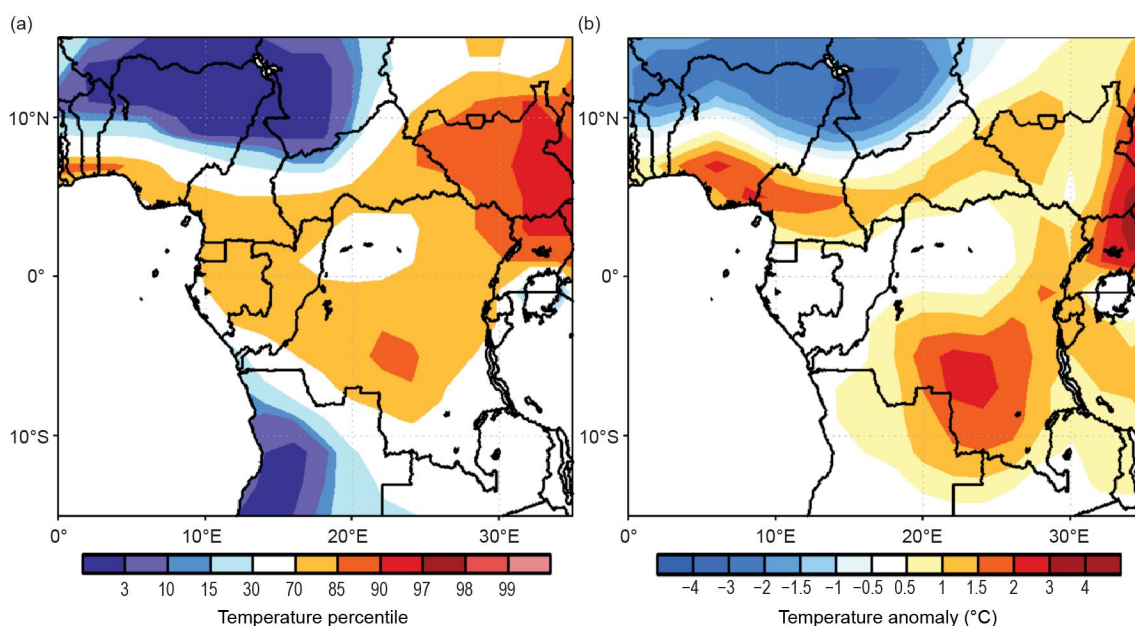 (a)
(b)
10°N
0°
10°S
0
10°E
20°E
30°E
10°N
0°
10°S
0
10°E
20°E
30°E
3 10 15 30 70 85 90 97 98 99
Temperature percentile
−4 −3 −2 −1.5 −1 −0.5 0.5 1 1.5 2 3 4
Temperature anomaly (°C)